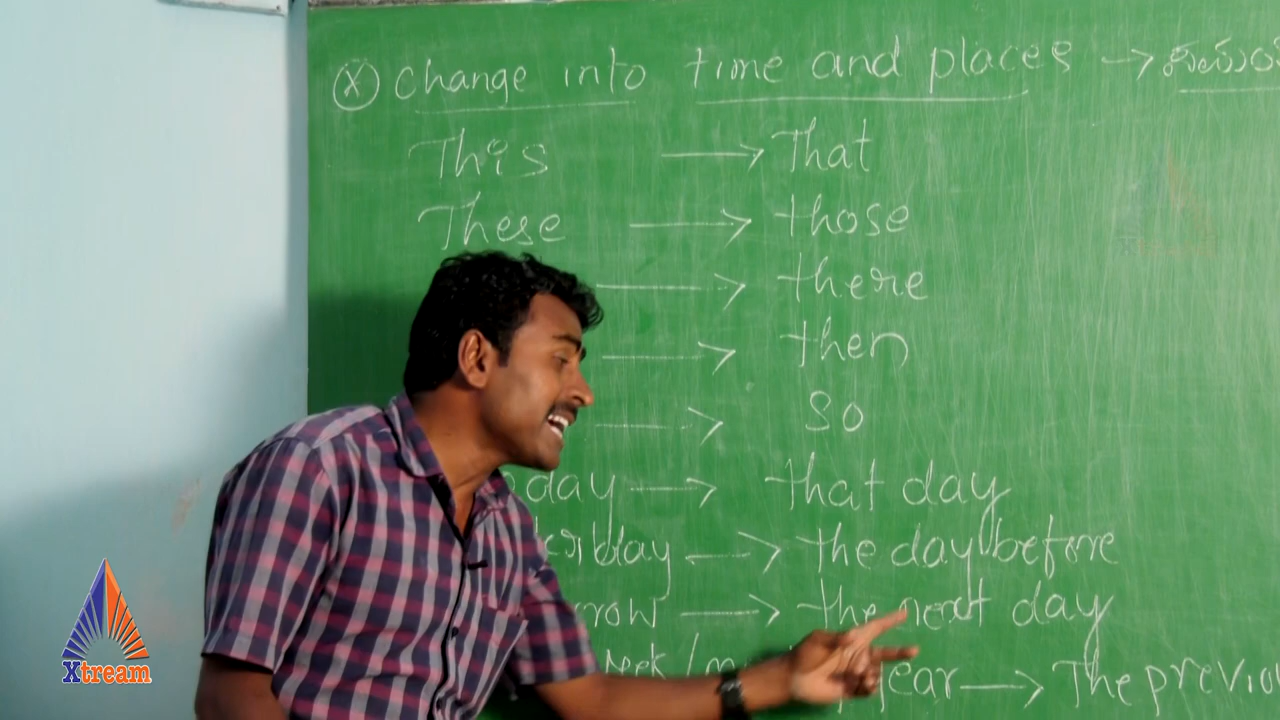 (X) Change into time and places →
This → That
These → those
→ there
→ then
→ so
day → that day
→ the day before
rrow → the next day
year → The previou
Xtream